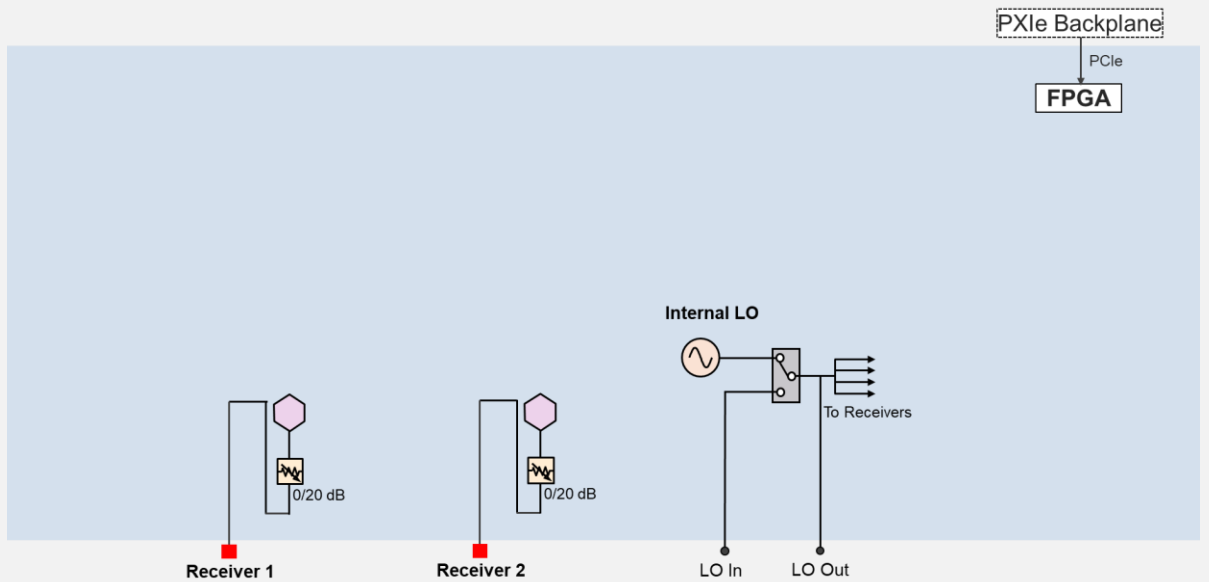 PXIe Backplane
PCIe
FPGA
Internal LO
To Receivers
0/20 dB
0/20 dB
Receiver 1
Receiver 2
LO In
LO Out